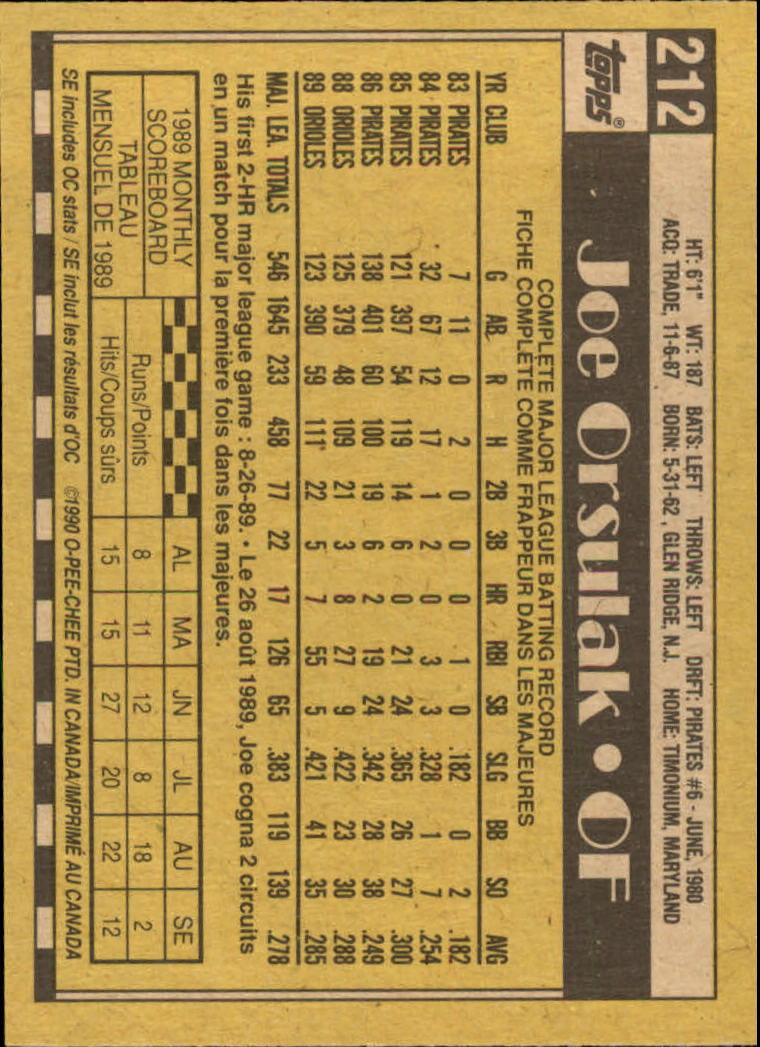 212
HT: 6'1" WT: 187 BATS: LEFT THROWS: LEFT DRFT: PIRATES #6 - JUNE, 1980
ACQ: TRADE, 11-6-87 BORN: 5-31-62, GLEN RIDGE, N.J. HOME: TIMONIUM, MARYLAND
topps®
Joe Orsulak • OF
COMPLETE MAJOR LEAGUE BATTING RECORD
FICHE COMPLÈTE COMME FRAPPEUR DANS LES MAJEURES
YR CLUB G AB R H 2B 3B HR RBI SB SLG BB SO AVG
83 PIRATES 7 11 0 2 0 0 0 1 0 .182 0 2 .182
84 PIRATES 32 67 12 17 1 2 0 3 3 .328 1 7 .254
85 PIRATES 121 397 54 119 14 6 0 21 24 .365 26 27 .300
86 PIRATES 138 401 60 100 19 6 2 19 24 .342 28 38 .249
88 ORIOLES 125 379 48 109 21 3 8 27 9 .422 23 30 .288
89 ORIOLES 123 390 59 111 22 5 7 55 5 .421 41 35 .285
MAJ. LEA. TOTALS 546 1645 233 458 77 22 17 126 65 .383 119 139 .278
His first 2-HR major league game : 8-26-89. • Le 26 août 1989, Joe cogna 2 circuits
en un match pour la première fois dans les majeures.
1989 MONTHLY
SCOREBOARD
TABLEAU
MENSUEL DE 1989
AL MA JN JL AU SE
Runs/Points 8 11 12 8 18 2
Hits/Coups sûrs 15 15 27 20 22 12
SE includes OC stats / SE inclut les résultats d'OC ©1990 O-PEE-CHEE PTD. IN CANADA/IMPRIMÉ AU CANADA